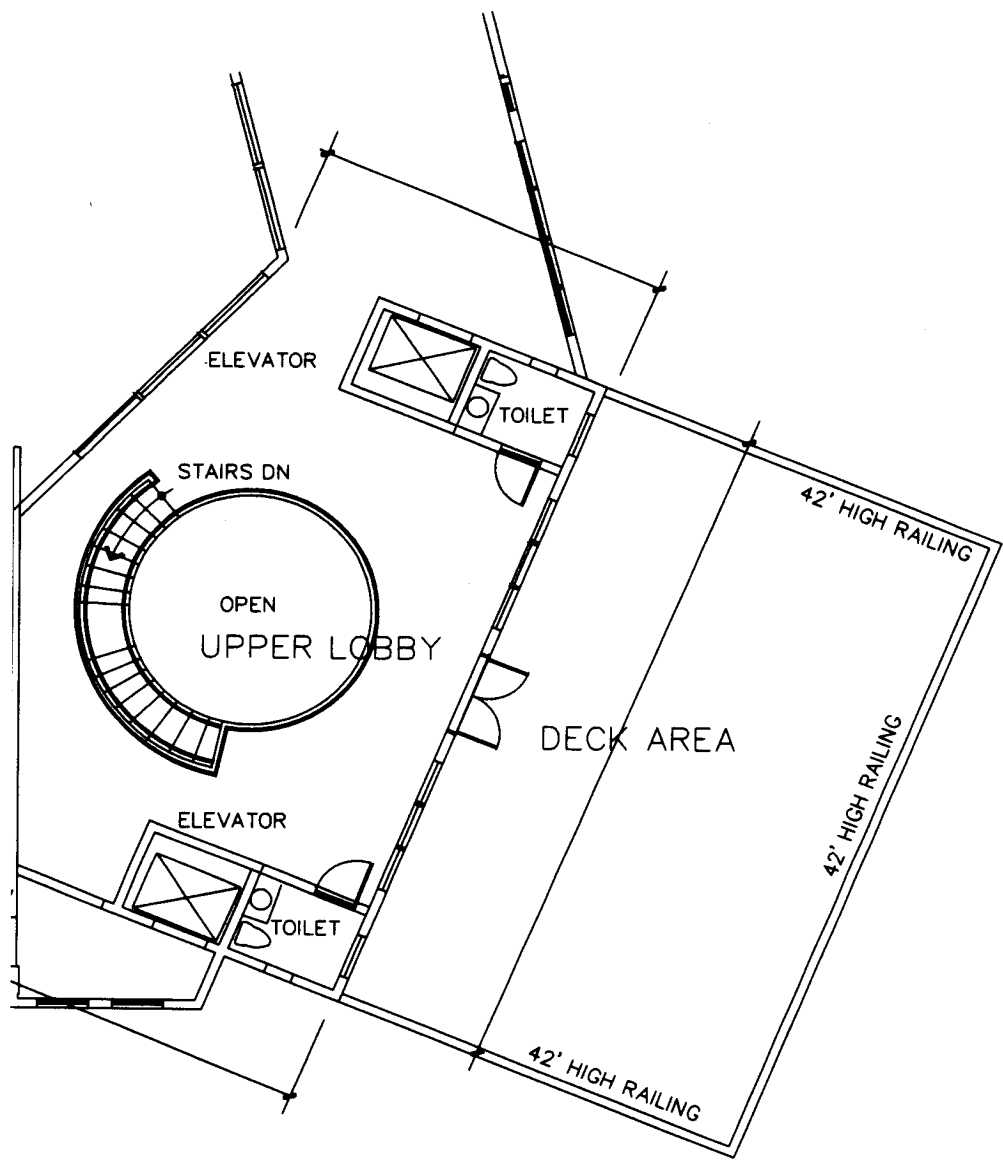 ELEVATOR
TOILET
STAIRS DN
42' HIGH RAILING
OPEN
UPPER LOBBY
DECK AREA
42' HIGH RAILING
ELEVATOR
TOILET
42' HIGH RAILING